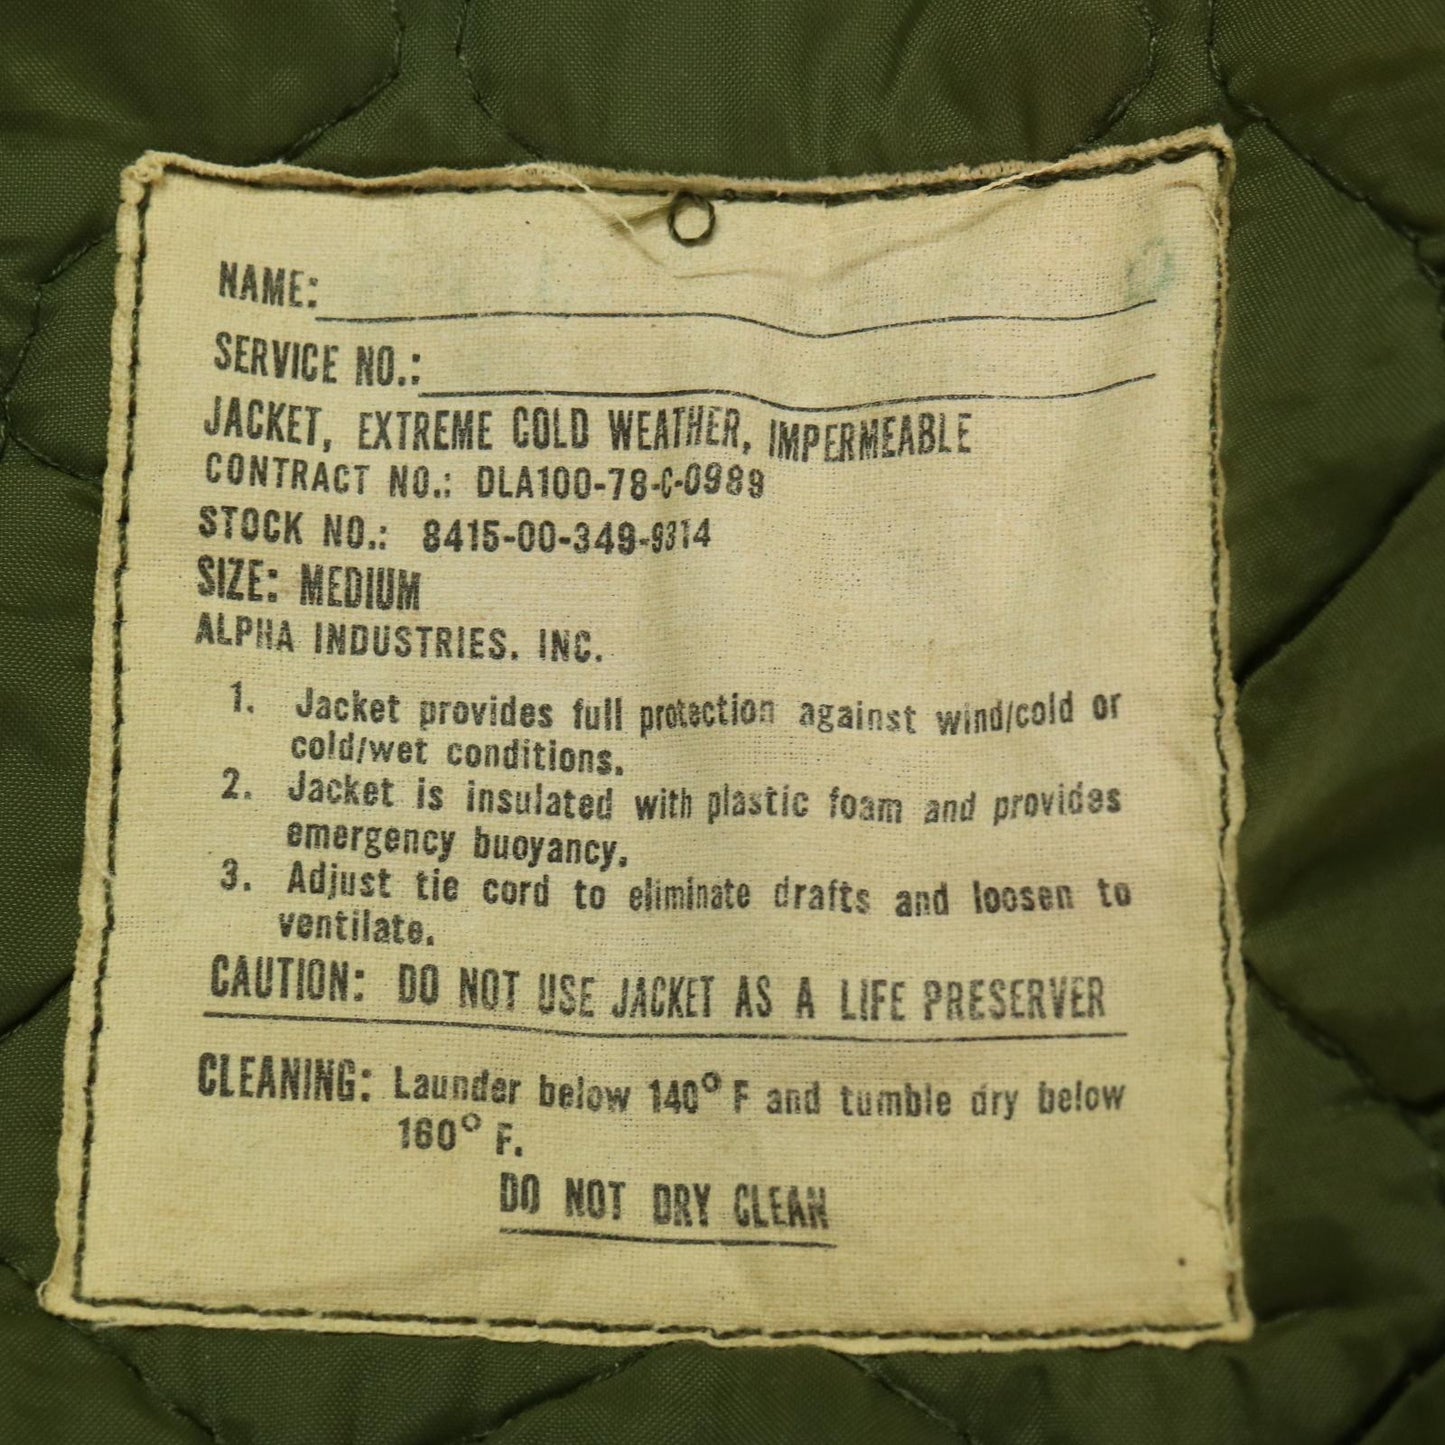 NAME:
SERVICE NO.:
JACKET, EXTREME COLD WEATHER, IMPERMEABLE
CONTRACT NO.: DLA100-78-C-0989
STOCK NO.: 8415-00-349-9314
SIZE: MEDIUM
ALPHA INDUSTRIES. INC.
1. Jacket provides full protection against wind/cold or
cold/wet conditions.
2. Jacket is insulated with plastic foam and provides
emergency buoyancy.
3. Adjust tie cord to eliminate drafts and loosen to
ventilate.
CAUTION: DO NOT USE JACKET AS A LIFE PRESERVER
CLEANING: Launder below 140° F and tumble dry below
160° F.
DO NOT DRY CLEAN